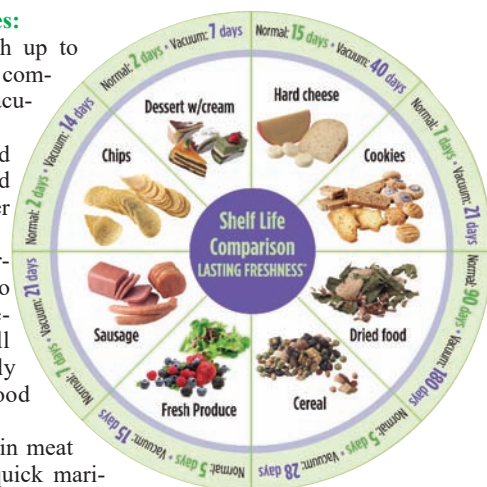 es:
h up to
com-
acu-
d
d
er
r-
o
e-
ll
ly
ood
in meat
quick mari-
Shelf Life
Comparison
LASTING FRESHNESS™
Hard cheese
Normal: 15 days • Vacuum: 40 days
Cookies
Normal: 7 days • Vacuum: 21 days
Dried food
Normal: 90 days • Vacuum: 180 days
Cereal
Normal: 5 days • Vacuum: 28 days
Fresh Produce
Normal: 5 days • Vacuum: 15 days
Sausage
Normal: 7 days • Vacuum: 21 days
Chips
Normal: 2 days • Vacuum: 14 days
Dessert w/cream
Normal: 2 days • Vacuum: 7 days